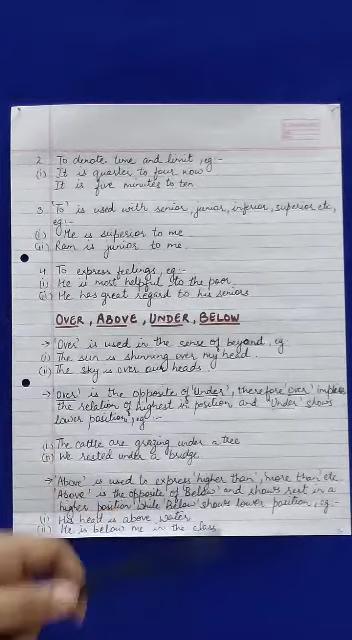 2. To denote time and limit, eg:-
(i) It is quarter to four now
It is five minutes to ten
3. 'To' is used with senior, junior, inferior, superior etc,
eg:-
(i) He is superior to me
(ii) Ram is junior to me
4. To express feelings, eg:-
(i) He is most helpful to the poor
(ii) He has great regard to his seniors
OVER, ABOVE, UNDER, BELOW
→ 'Over' is used in the sense of beyond, eg:
(i) The sun is shinning over my head.
(ii) The sky is over our heads.
→ 'Over' is the opposite of 'Under', therefore 'over' implies
the relation of highest in position and 'Under' shows
lower position, eg:-
(i) The cattle are grazing under a tree
(ii) We rested under a bridge
→ 'Above' is used to express 'higher than', 'more than' etc
'Above' is the opposite of 'Below' and shows rest in a
higher position while 'Below' shows lower position, eg:-
(i) His head is above water
(ii) He is below me in the class